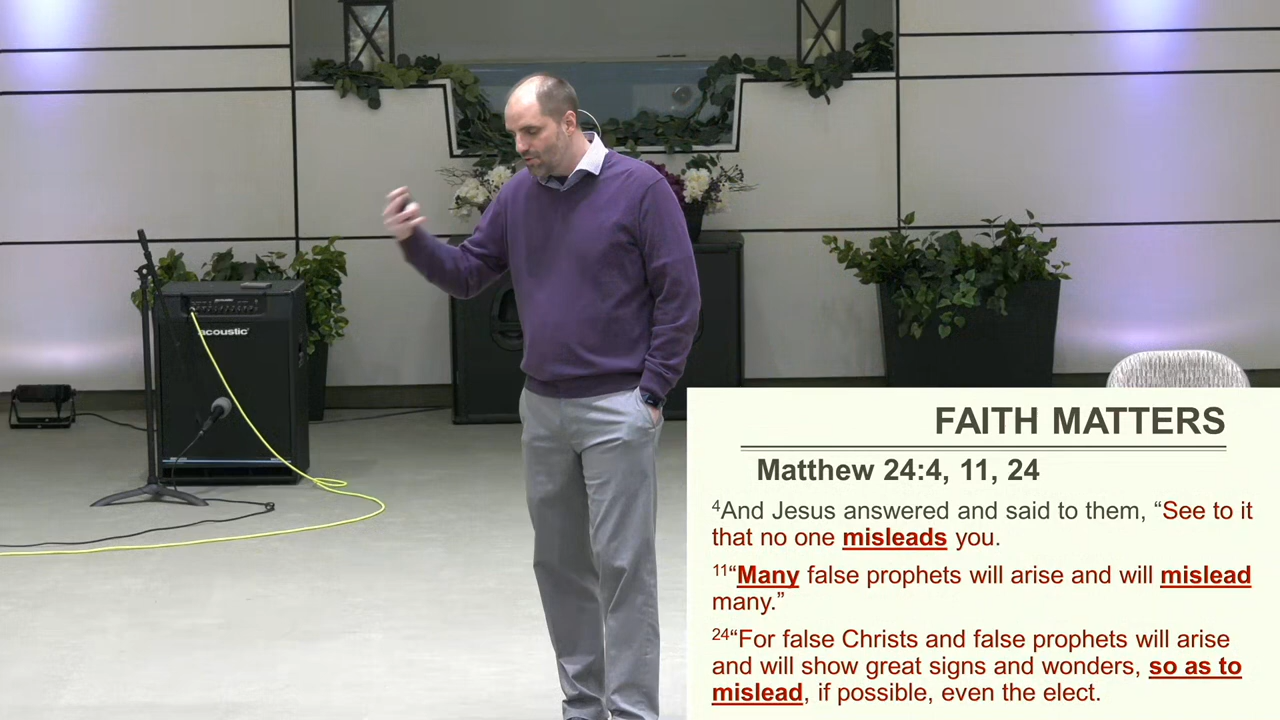 acoustic
FAITH MATTERS
Matthew 24:4, 11, 24
⁴And Jesus answered and said to them, “See to it
that no one misleads you.
¹¹“Many false prophets will arise and will mislead
many.”
²⁴“For false Christs and false prophets will arise
and will show great signs and wonders, so as to
mislead, if possible, even the elect.